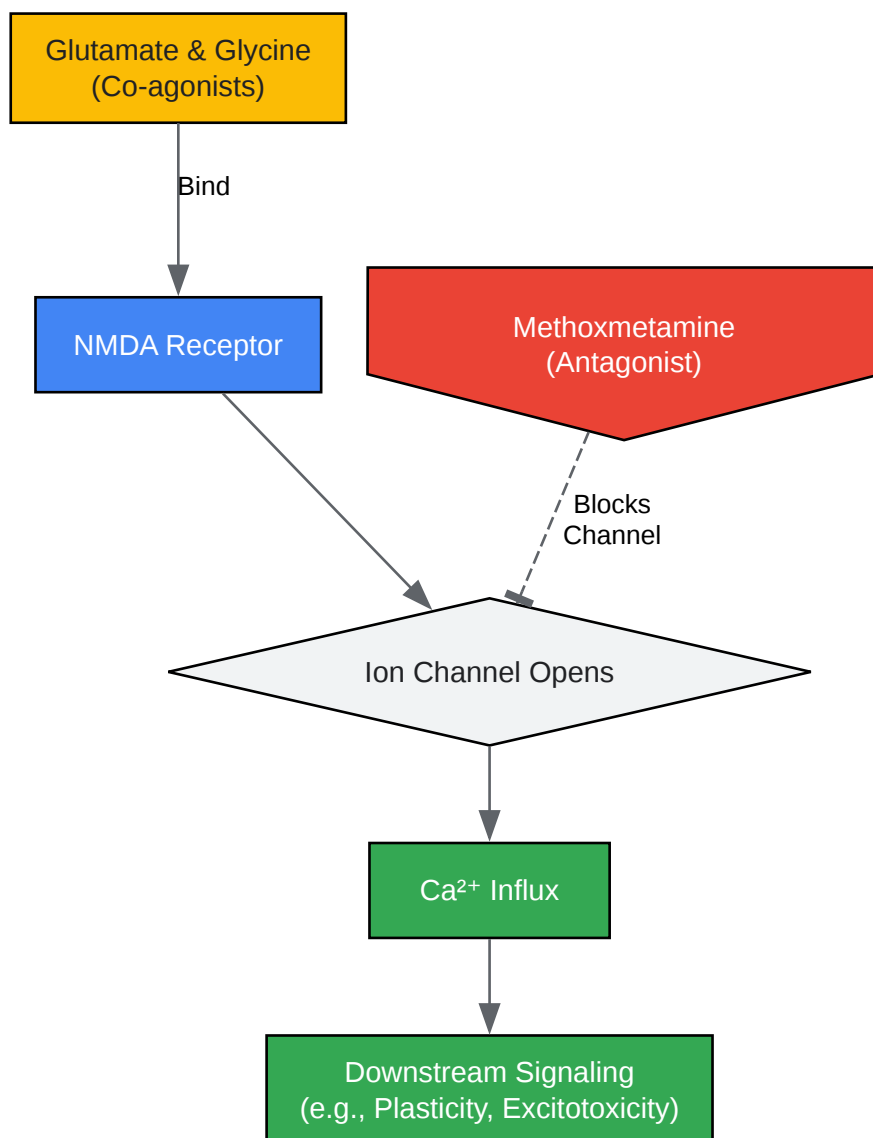 Glutamate & Glycine
(Co-agonists)
Bind
NMDA Receptor
Methoxmetamine
(Antagonist)
Blocks
Channel
Ion Channel Opens
Ca²⁺ Influx
Downstream Signaling
(e.g., Plasticity, Excitotoxicity)